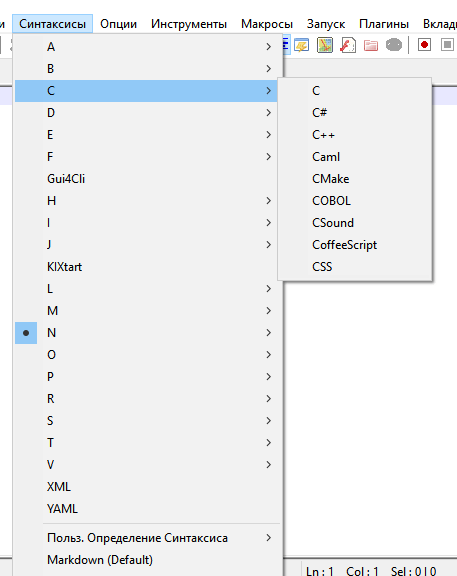 и Синтаксисы Опции Инструменты Макросы Запуск Плагины Вклад
A
B
C
D
E
F
Gui4Cli
H
I
J
KIXtart
L
M
N
O
P
R
S
T
V
XML
YAML
Польз. Определение Синтаксиса
Markdown (Default)
C
C#
C++
Caml
CMake
COBOL
CSound
CoffeeScript
CSS
Ln : 1 Col : 1 Sel : 0 | 0